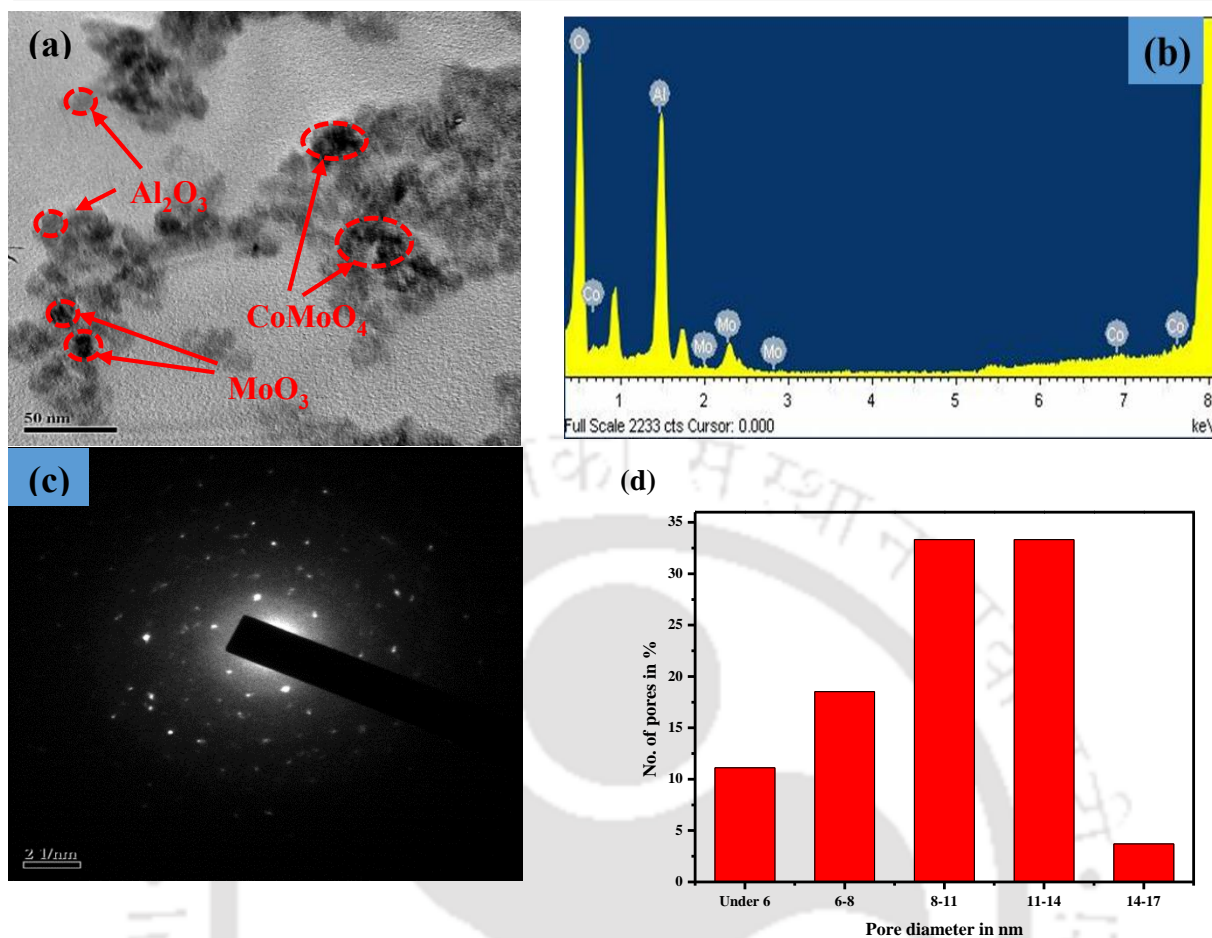 (a)
Al₂O₃
CoMoO₄
MoO₃
50 nm
(b)
O
Co
Al
Mo
Mo
Mo
Co
Co
1 2 3 4 5 6 7 8
Full Scale 2233 cts Cursor: 0.000
keV
(c)
2 1/nm
(d)
35
30
25
20
15
10
5
0
No. of pores in %
Under 6 6-8 8-11 11-14 14-17
Pore diameter in nm